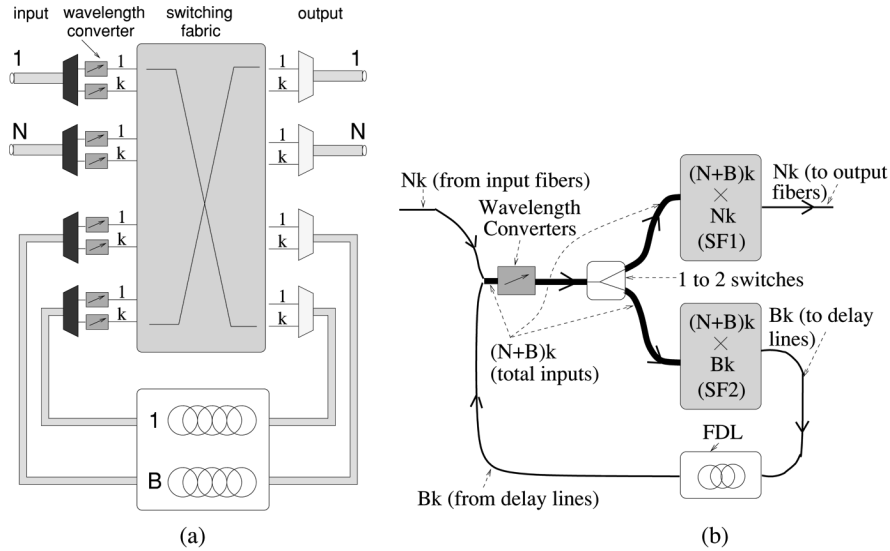 input
wavelength
converter
switching
fabric
output
1
1
k
1
k
1
N
1
k
1
k
N
1
k
1
k
1
k
1
k
1
B
(a)
Nk (from input fibers)
Wavelength
Converters
(N+B)k
×
Nk
(SF1)
Nk (to output
fibers)
1 to 2 switches
(N+B)k
(total inputs)
(N+B)k
×
Bk
(SF2)
Bk (to delay
lines)
FDL
Bk (from delay lines)
(b)